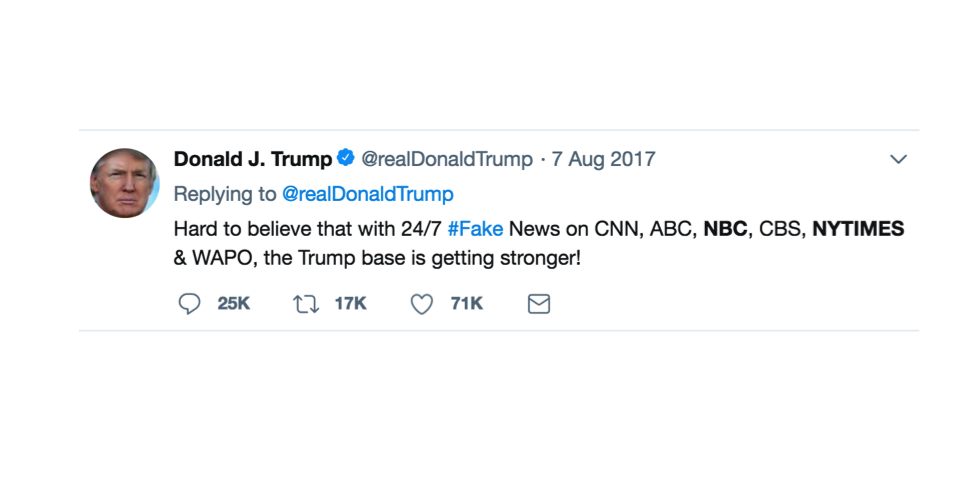 Donald J. Trump @realDonaldTrump · 7 Aug 2017
Replying to @realDonaldTrump
Hard to believe that with 24/7 #Fake News on CNN, ABC, NBC, CBS, NYTIMES
& WAPO, the Trump base is getting stronger!
25K 17K 71K